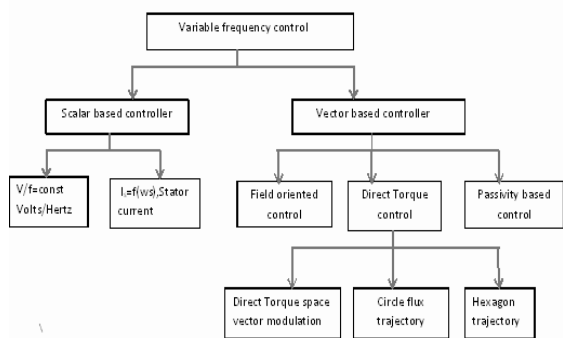 Variable frequency control
Scalar based controller
Vector based controller
V/f=const
Volts/Hertz
I,=f(ws),Stator
current
Field oriented
control
Direct Torque
control
Passivity based
control
Direct Torque space
vector modulation
Circle flux
trajectory
Hexagon
trajectory